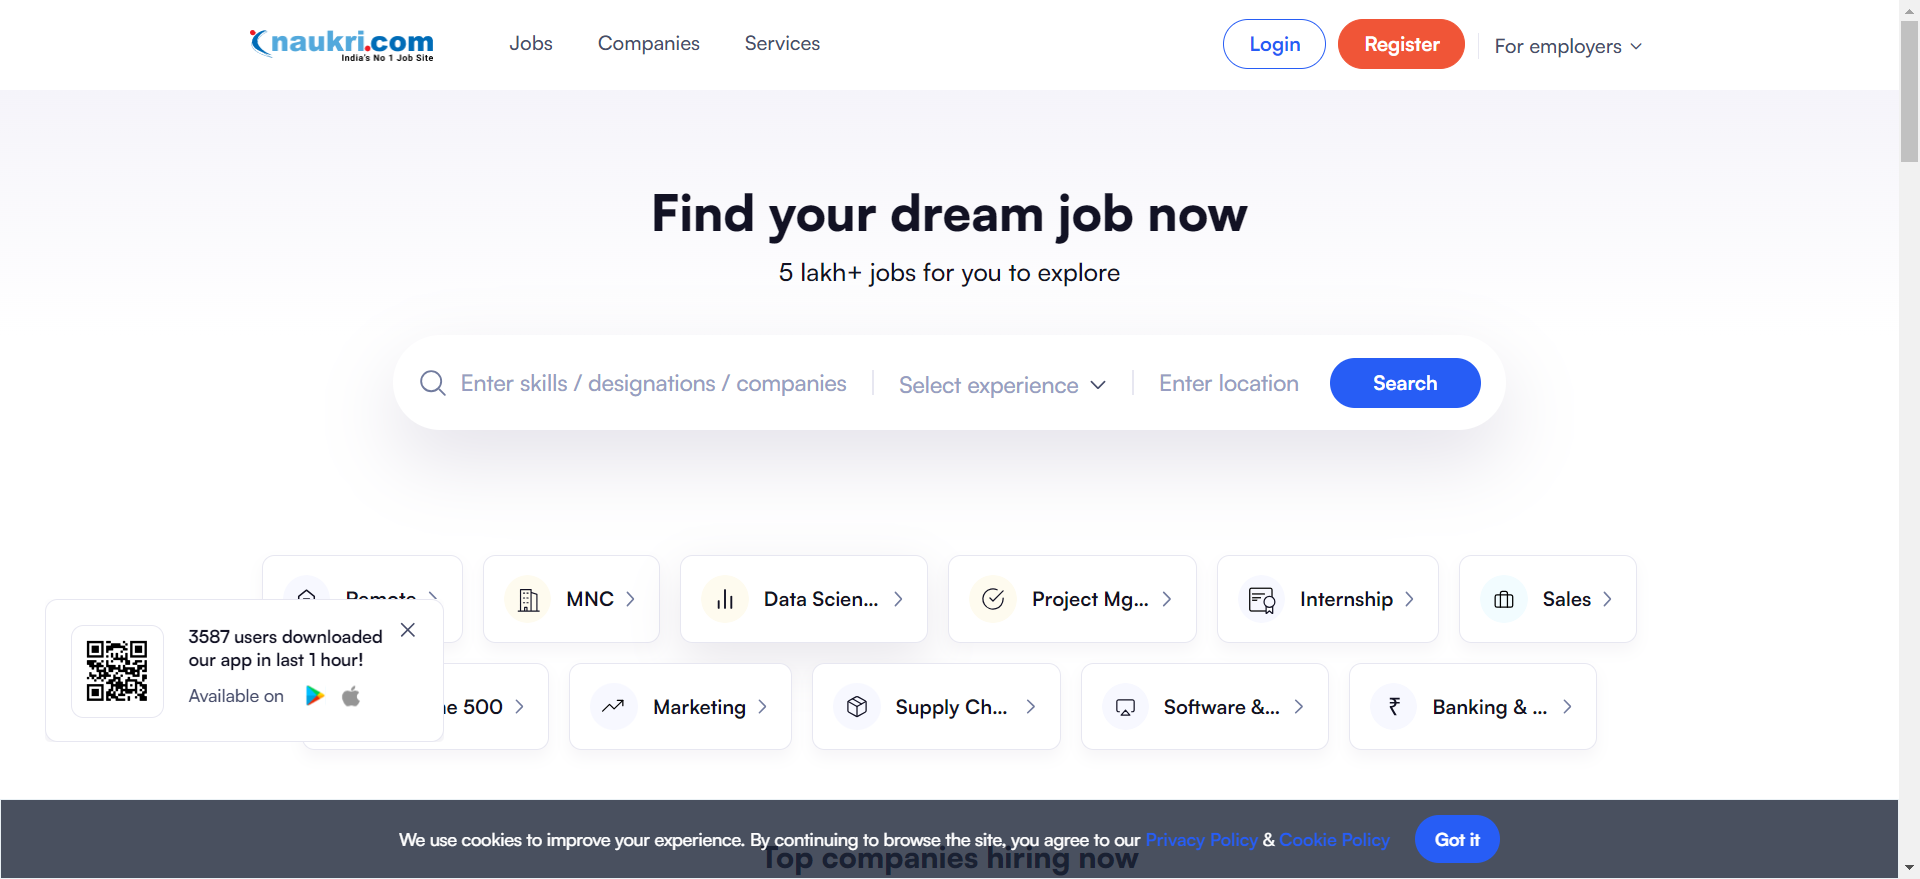 naukri.com
India's No 1 Job Site
Jobs
Companies
Services
Login
Register
For employers
Find your dream job now
5 lakh+ jobs for you to explore
Enter skills / designations / companies
Select experience
Enter location
Search
Remote
MNC
Data Scien...
Project Mg...
Internship
Sales
3587 users downloaded
our app in last 1 hour!
Available on
500
Marketing
Supply Ch...
Software &...
Banking & ...
We use cookies to improve your experience. By continuing to browse the site, you agree to our Privacy Policy & Cookie Policy
Got it
Top companies hiring now